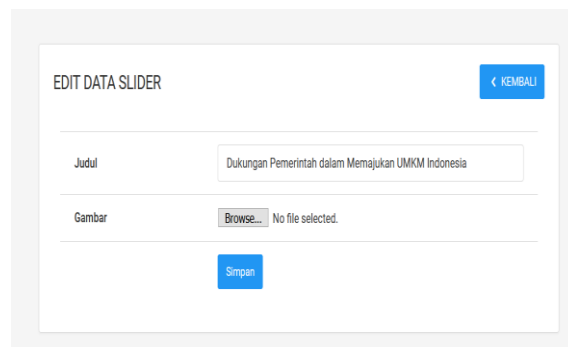 EDIT DATA SLIDER
❮ KEMBALI
Judul
Dukungan Pemerintah dalam Memajukan UMKM Indonesia
Gambar
Browse... No file selected.
Simpan